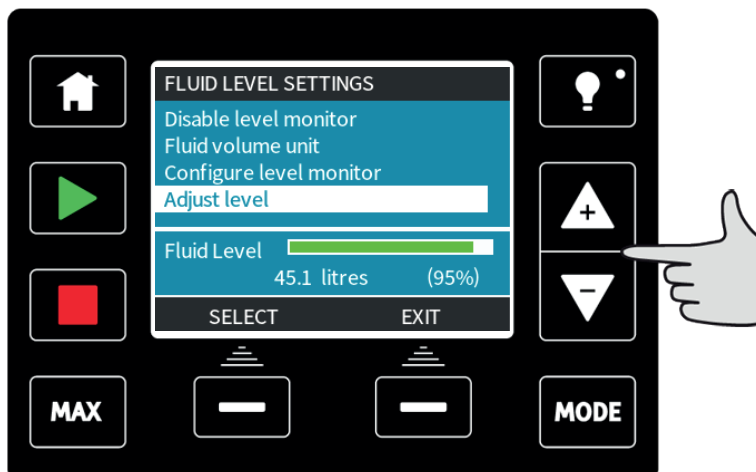 FLUID LEVEL SETTINGS
Disable level monitor
Fluid volume unit
Configure level monitor
Adjust level
Fluid Level
45.1 litres (95%)
SELECT EXIT
MAX MODE